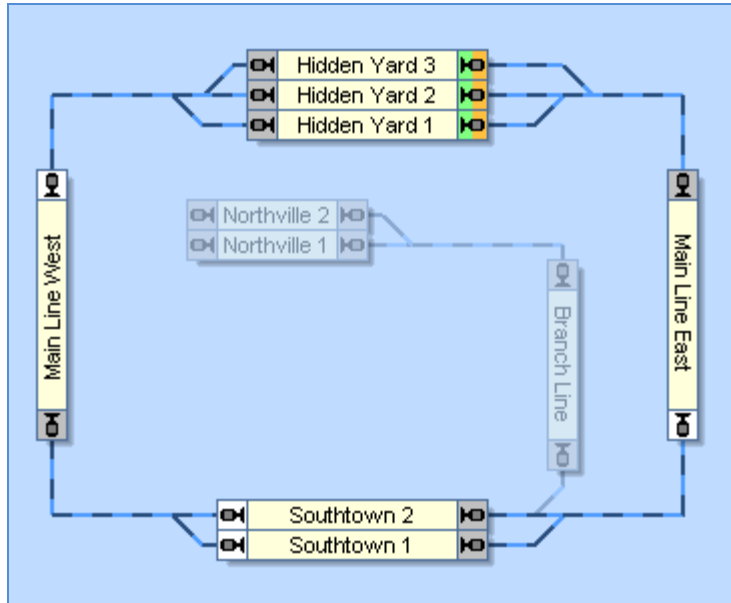 Hidden Yard 3
Hidden Yard 2
Hidden Yard 1
Northville 2
Northville 1
Main Line West
Branch Line
Main Line East
Southtown 2
Southtown 1